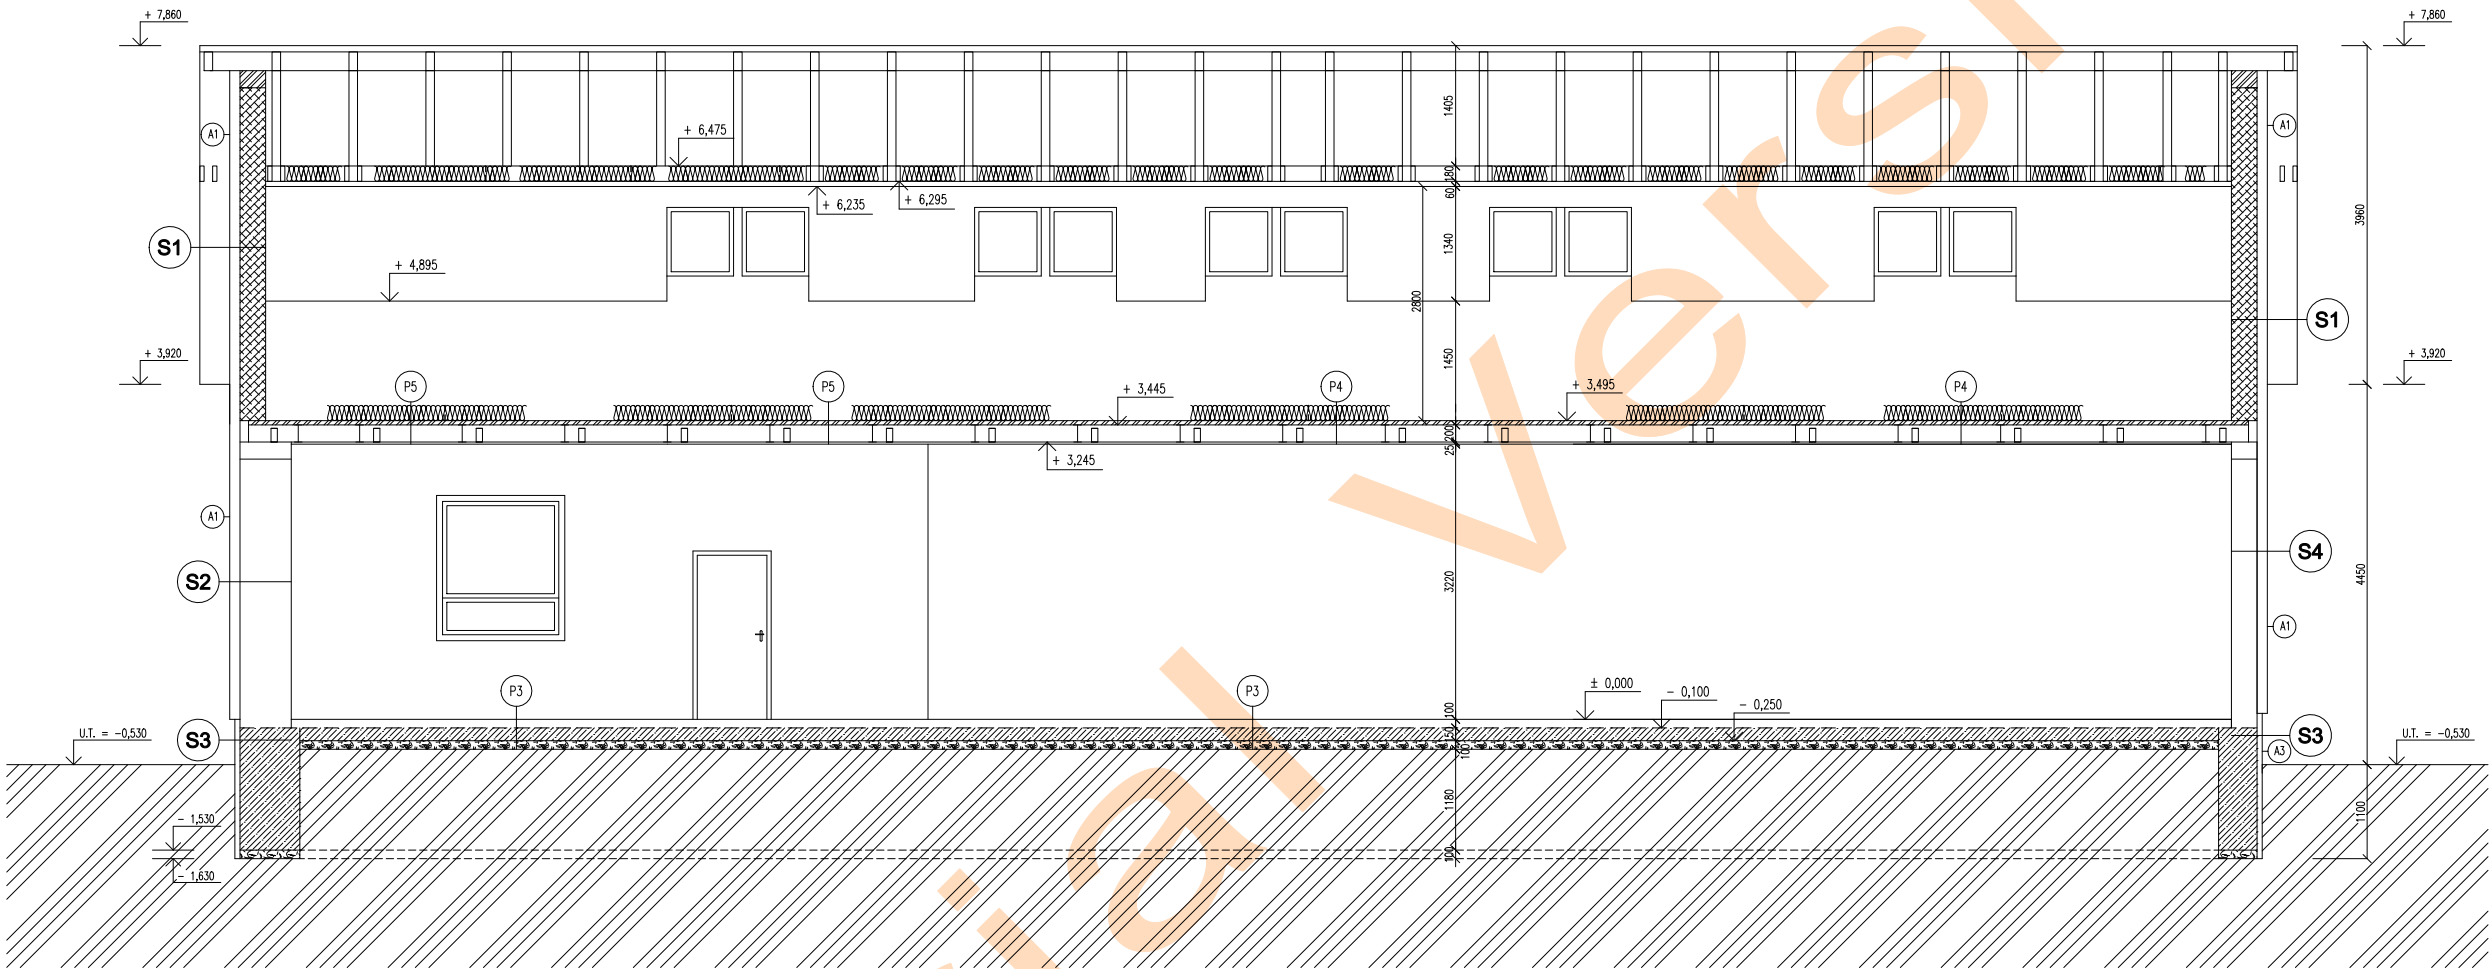 + 7,860
+ 7,860
A1
1405
A1
+ 6,475
180
60
+ 6,235
+ 6,295
3960
S1
1340
+ 4,895
2800
S1
+ 3,920
1450
+ 3,920
P5
P5
P4
P4
+ 3,445
+ 3,495
200
25
+ 3,245
A1
S2
3220
S4
4450
A1
P3
P3
± 0,000
- 0,100
- 0,250
100
150
100
U.T. = -0,530
S3
S3
A3
U.T. = -0,530
1180
- 1,530
1100
100
- 1,630
ial Vers